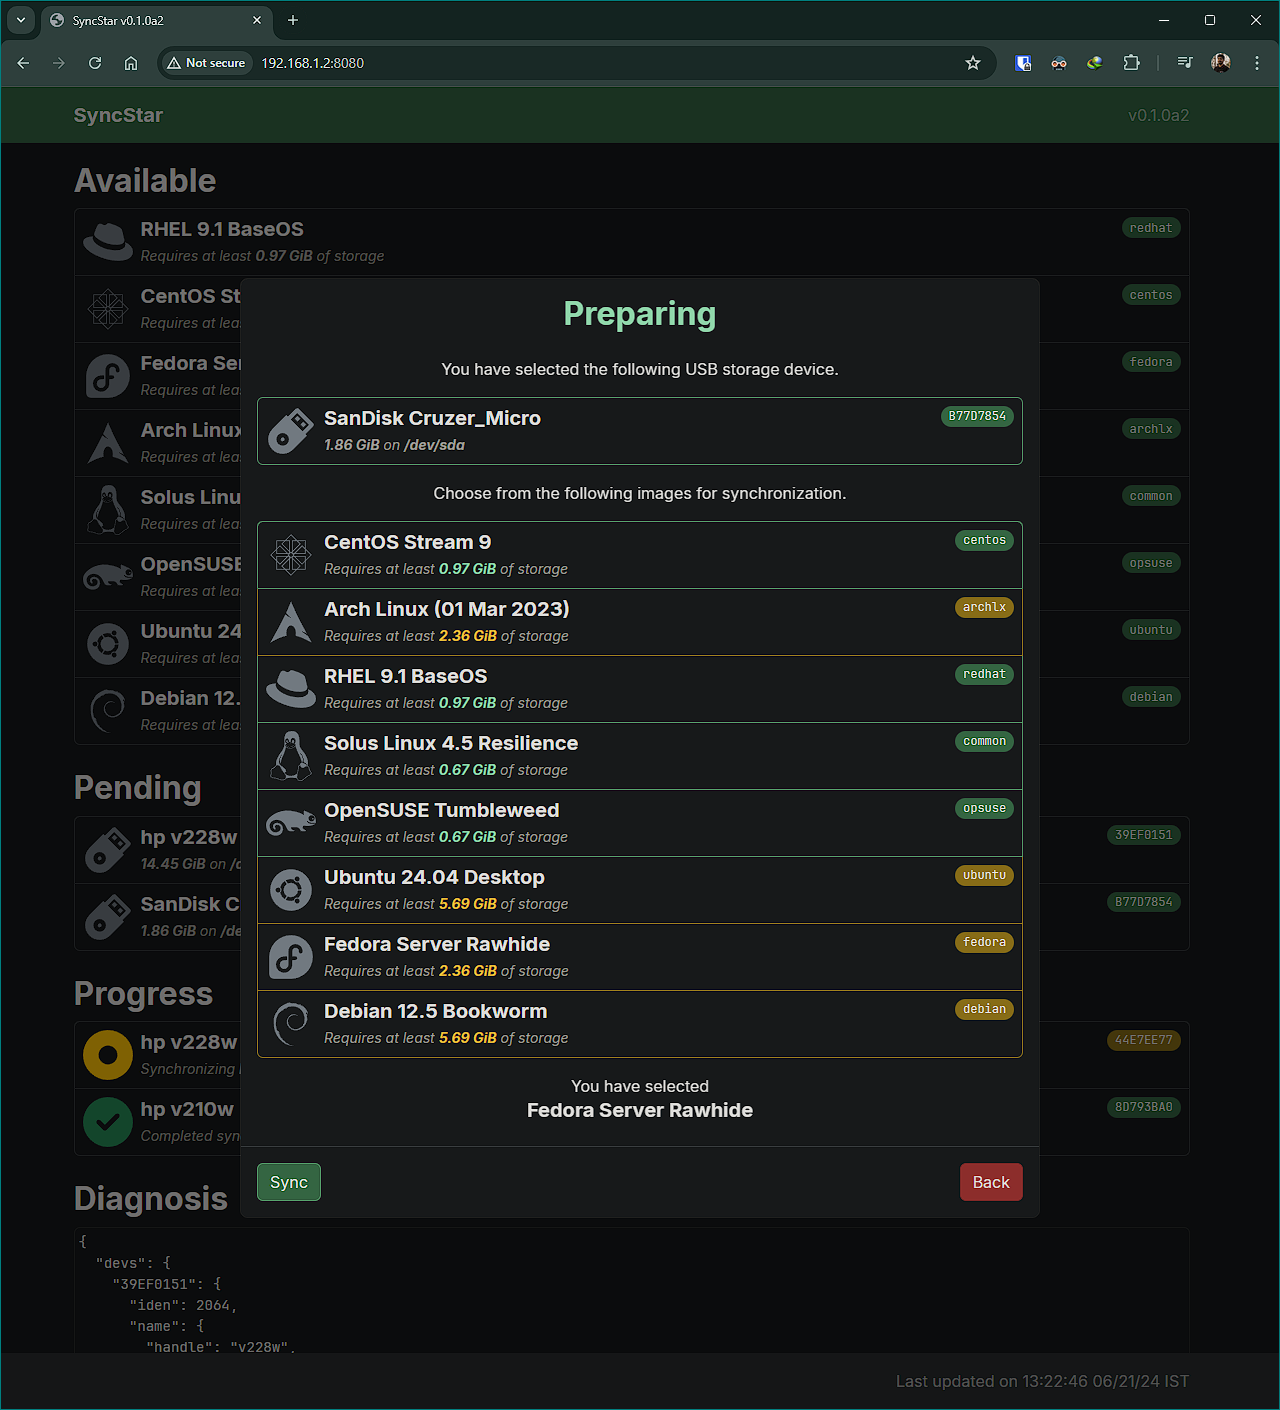 SyncStar v0.1.0a2
Not secure
192.168.1.2:8080
SyncStar
v0.1.0a2
Available
RHEL 9.1 BaseOS
redhat
Requires at least 0.97 GiB of storage
CentOS St
centos
Requires at lea
Fedora Se
fedora
Requires at lea
Arch Linux
archlx
Requires at lea
Solus Linu
common
Requires at lea
OpenSUSE
opsuse
Requires at lea
Ubuntu 24
ubuntu
Requires at lea
Debian 12.
debian
Requires at lea
Pending
hp v228w
39EF0151
14.45 GiB on /d
SanDisk C
B77D7854
1.86 GiB on /de
Progress
hp v228w
44E7EE77
Synchronizing
hp v210w
8D793BA0
Completed syn
Diagnosis
{
"devs": {
"39EF0151": {
"iden": 2064,
"name": {
"handle": "v228w",
Preparing
You have selected the following USB storage device.
SanDisk Cruzer_Micro
B77D7854
1.86 GiB on /dev/sda
Choose from the following images for synchronization.
CentOS Stream 9
centos
Requires at least 0.97 GiB of storage
Arch Linux (01 Mar 2023)
archlx
Requires at least 2.36 GiB of storage
RHEL 9.1 BaseOS
redhat
Requires at least 0.97 GiB of storage
Solus Linux 4.5 Resilience
common
Requires at least 0.67 GiB of storage
OpenSUSE Tumbleweed
opsuse
Requires at least 0.67 GiB of storage
Ubuntu 24.04 Desktop
ubuntu
Requires at least 5.69 GiB of storage
Fedora Server Rawhide
fedora
Requires at least 2.36 GiB of storage
Debian 12.5 Bookworm
debian
Requires at least 5.69 GiB of storage
You have selected
Fedora Server Rawhide
Sync
Back
Last updated on 13:22:46 06/21/24 IST